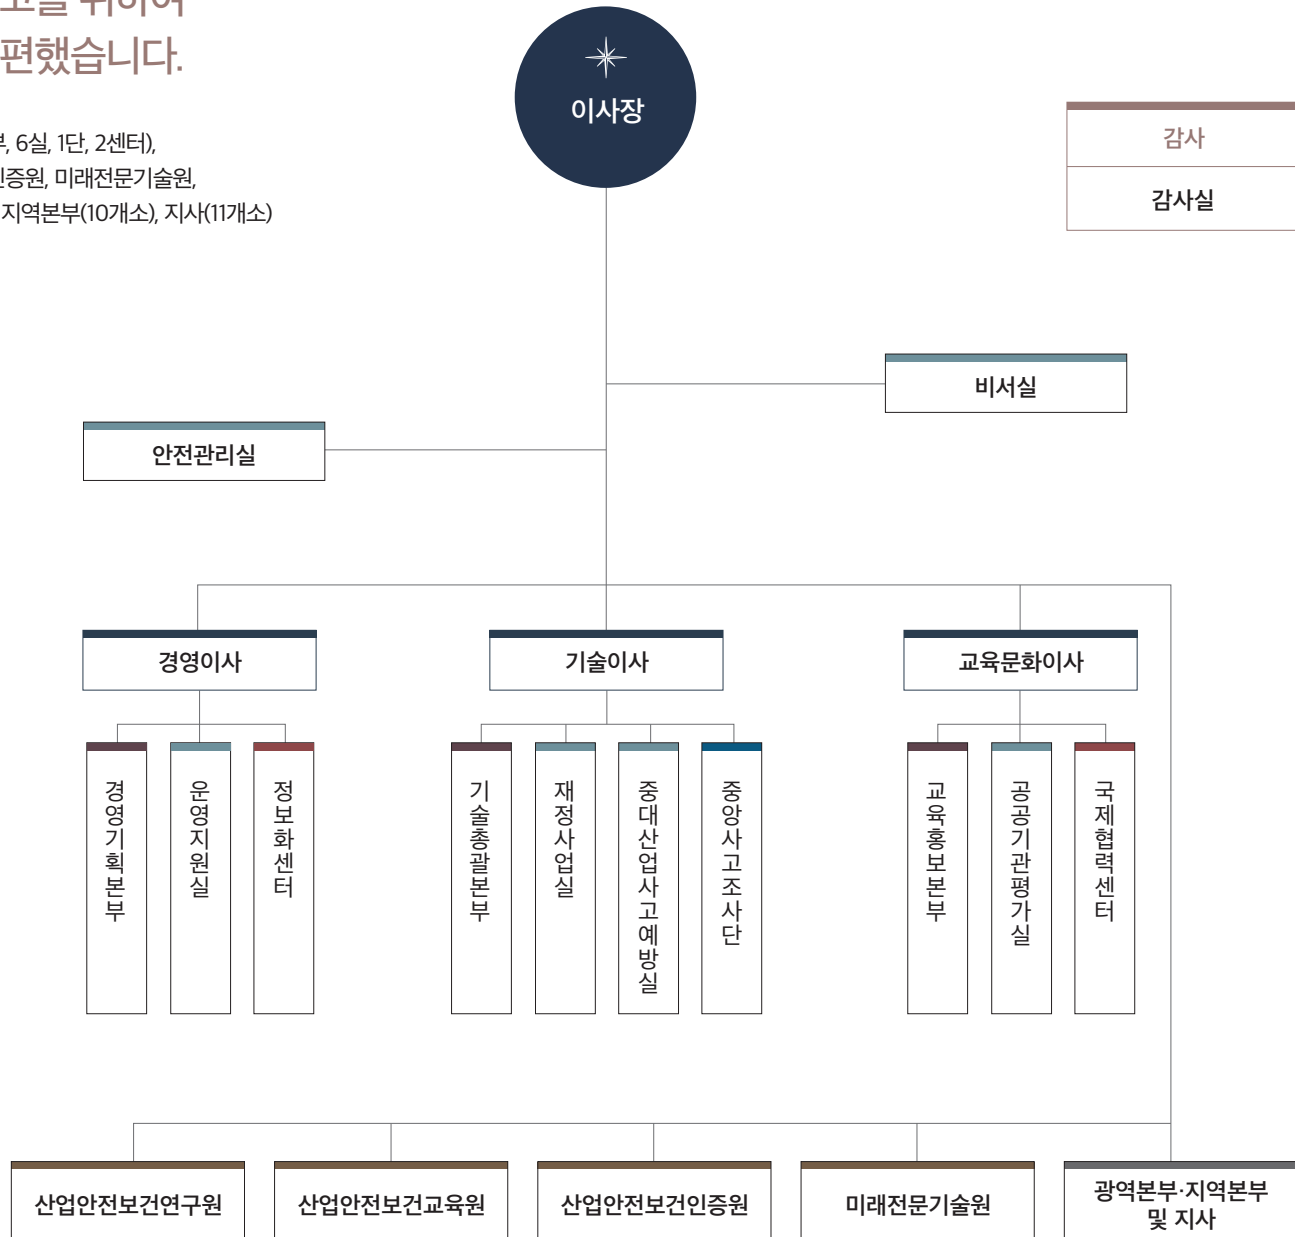 고를 위하여
편했습니다.
부, 6실, 1단, 2센터),
인증원, 미래전문기술원,
지역본부(10개소), 지사(11개소)
이사장
감사
감사실
비서실
안전관리실
경영이사
기술이사
교육문화이사
경영기획본부
운영지원실
정보화센터
기술총괄본부
재정사업실
중대산업사고예방실
중앙사고조사단
교육홍보본부
공공기관평가실
국제협력센터
산업안전보건연구원
산업안전보건교육원
산업안전보건인증원
미래전문기술원
광역본부·지역본부
및 지사